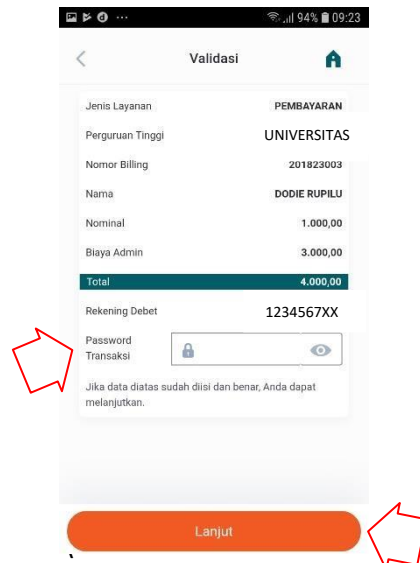 94% 09:23
Validasi
Jenis Layanan PEMBAYARAN
Perguruan Tinggi UNIVERSITAS
Nomor Billing 201823003
Nama DODIE RUPILU
Nominal 1.000,00
Biaya Admin 3.000,00
Total 4.000,00
Rekening Debet 1234567XX
Password
Transaksi
Jika data diatas sudah diisi dan benar, Anda dapat
melanjutkan.
Lanjut